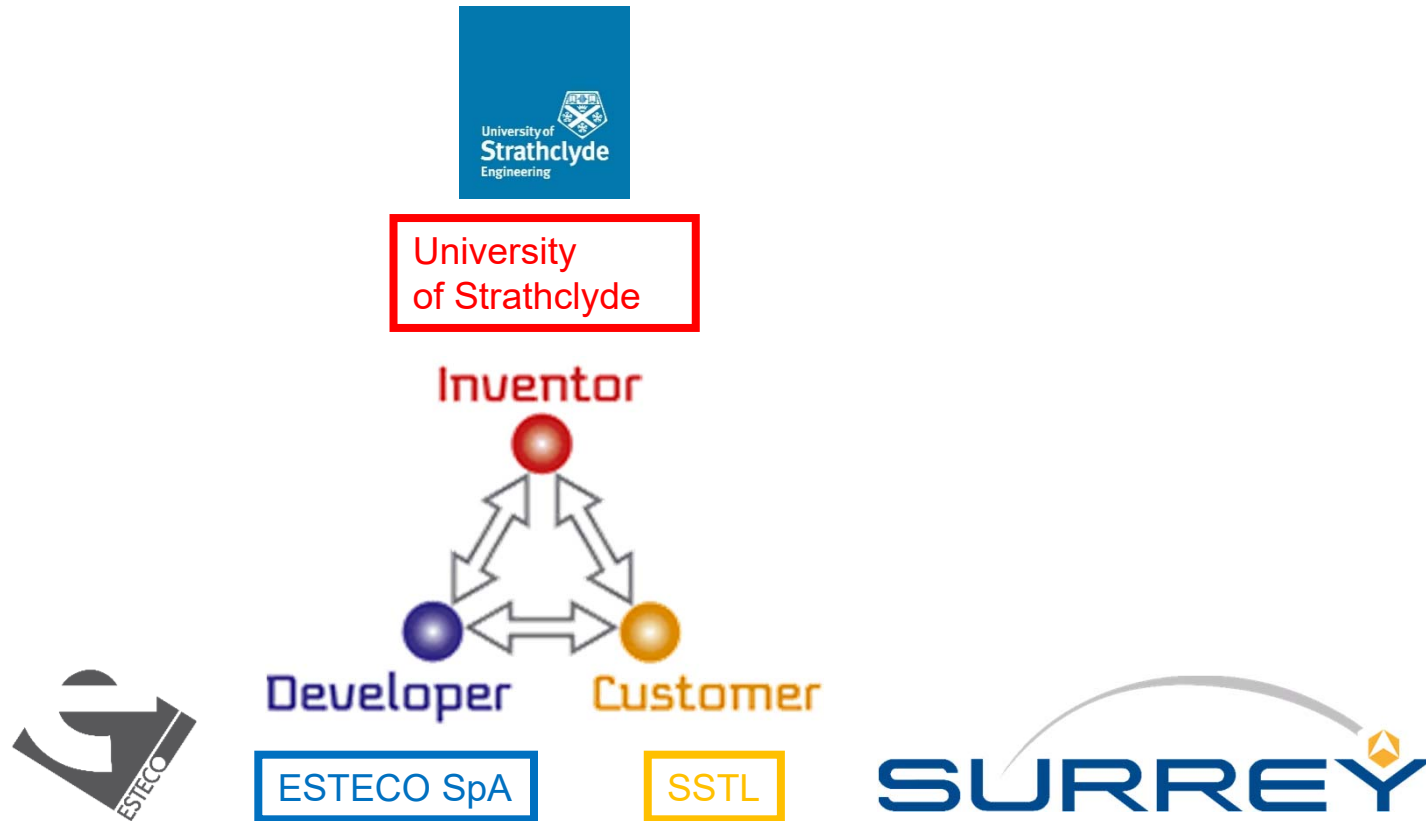 University of
Strathclyde
Engineering
University
of Strathclyde
Inventor
Developer
Customer
ESTECO
ESTECO SpA
SSTL
SURREY